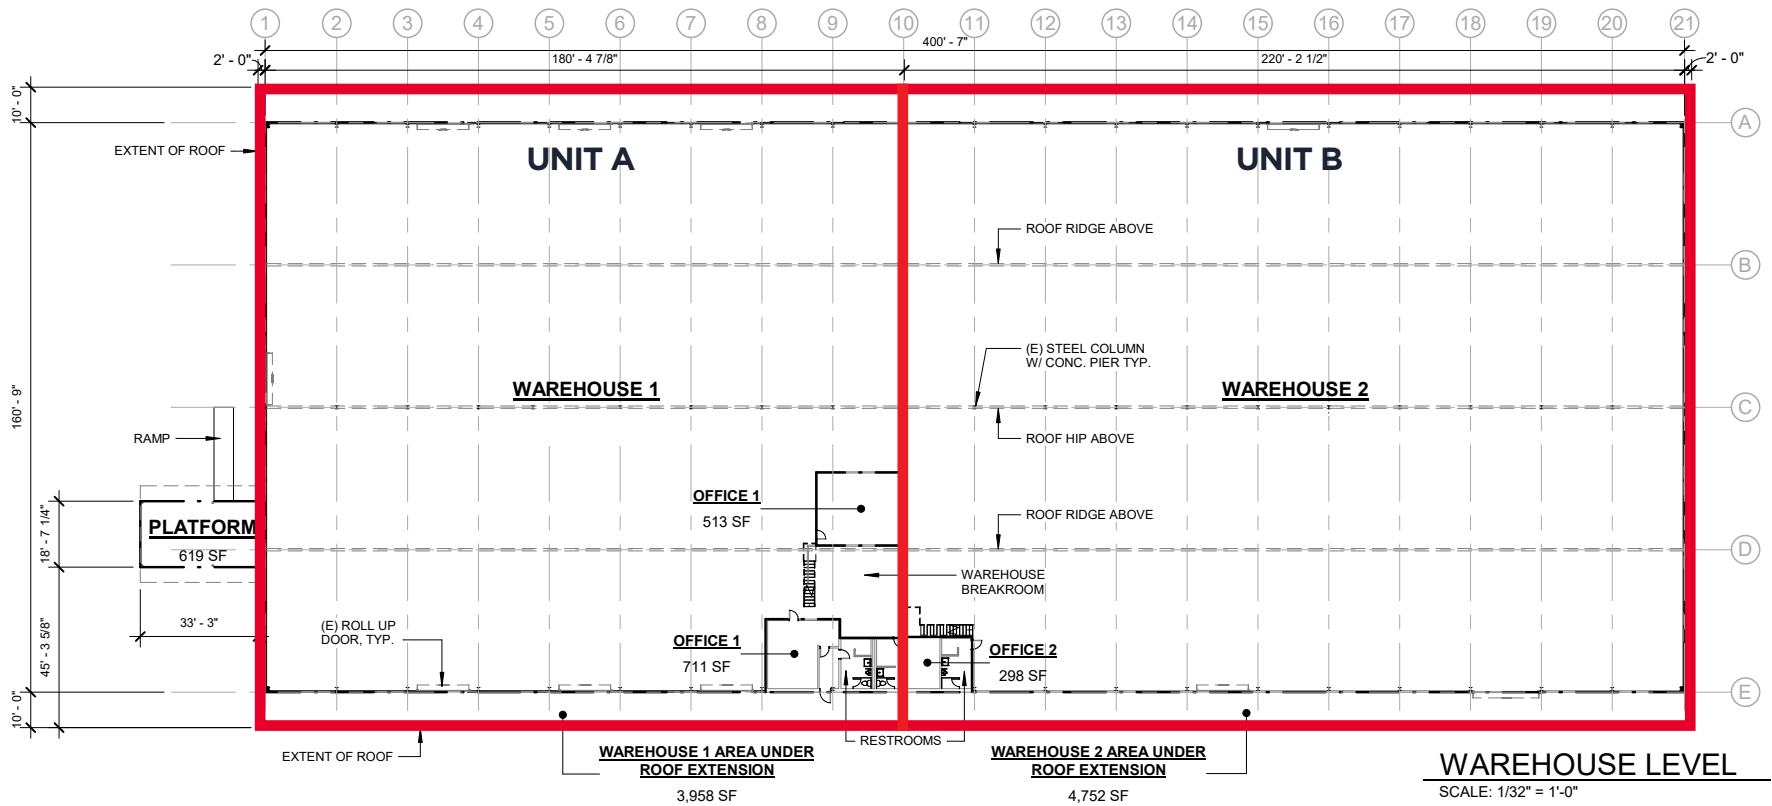 1 2 3 4 5 6 7 8 9 10 11 12 13 14 15 16 17 18 19 20 21
400' - 7"
2' - 0" 180' - 4 7/8" 220' - 2 1/2" 2' - 0"
10' - 0"
A
EXTENT OF ROOF
UNIT A UNIT B
ROOF RIDGE ABOVE
B
(E) STEEL COLUMN
W/ CONC. PIER TYP.
WAREHOUSE 1 WAREHOUSE 2
160' - 9"
C
RAMP
ROOF HIP ABOVE
OFFICE 1
513 SF
ROOF RIDGE ABOVE
PLATFORM
619 SF
18' - 7 1/4"
D
WAREHOUSE
BREAKROOM
33' - 3"
(E) ROLL UP
DOOR, TYP.
45' - 3 5/8"
OFFICE 1
711 SF
OFFICE 2
298 SF
E
10' - 0"
RESTROOMS
EXTENT OF ROOF
WAREHOUSE 1 AREA UNDER
ROOF EXTENSION
3,958 SF
WAREHOUSE 2 AREA UNDER
ROOF EXTENSION
4,752 SF
WAREHOUSE LEVEL
SCALE: 1/32" = 1'-0"